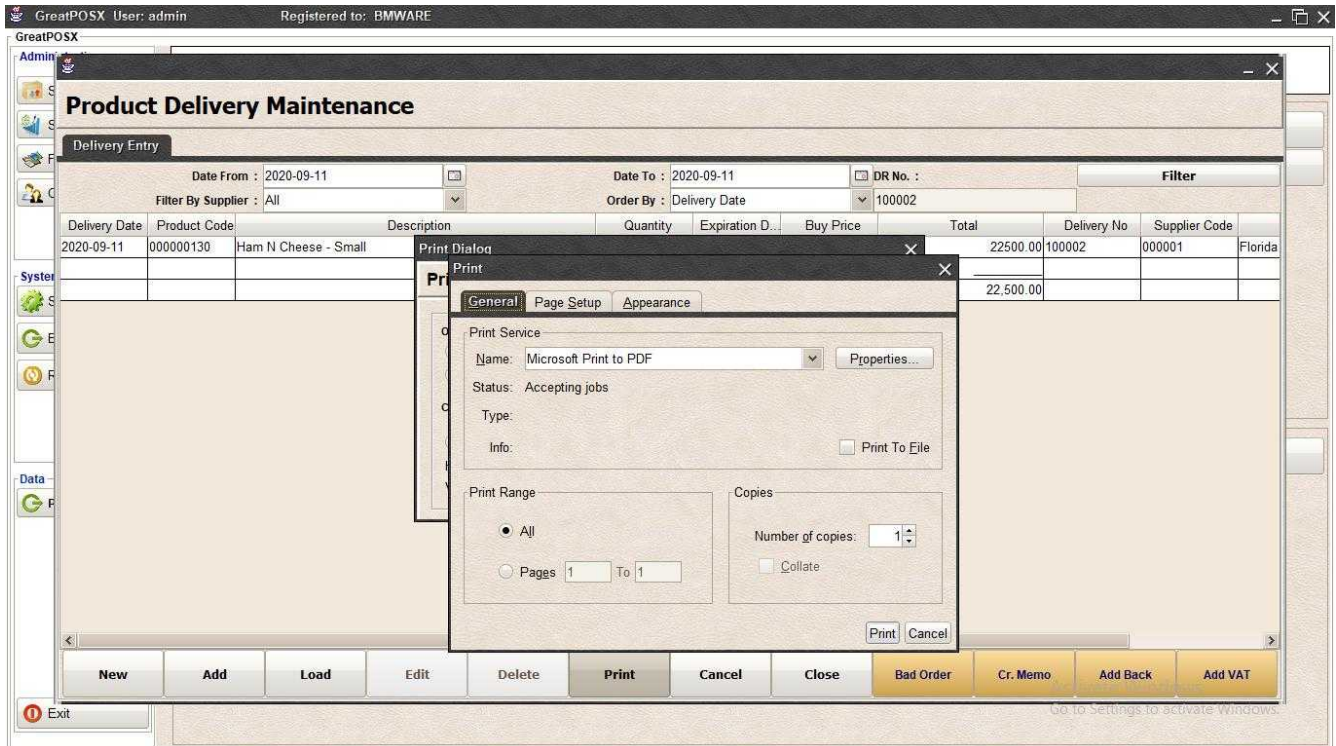 GreatPOSX User: admin Registered to: BMWARE
GreatPOSX
Product Delivery Maintenance
Delivery Entry
Date From : 2020-09-11 Date To : 2020-09-11 DR No. : Filter
Filter By Supplier : All Order By : Delivery Date 100002
Delivery Date Product Code Description Quantity Expiration D... Buy Price Total Delivery No Supplier Code
2020-09-11 000000130 Ham N Cheese - Small 22500.00 100002 000001 Florida
22,500.00
Print Dialog
Print
General Page Setup Appearance
Print Service
Name: Microsoft Print to PDF Properties...
Status: Accepting jobs
Type:
Info: Print To File
Print Range Copies
All Number of copies: 1
Pages 1 To 1 Collate
Print Cancel
Data
New Add Load Edit Delete Print Cancel Close Bad Order Cr. Memo Add Back Add VAT
Exit
Go to Settings to activate Windows.